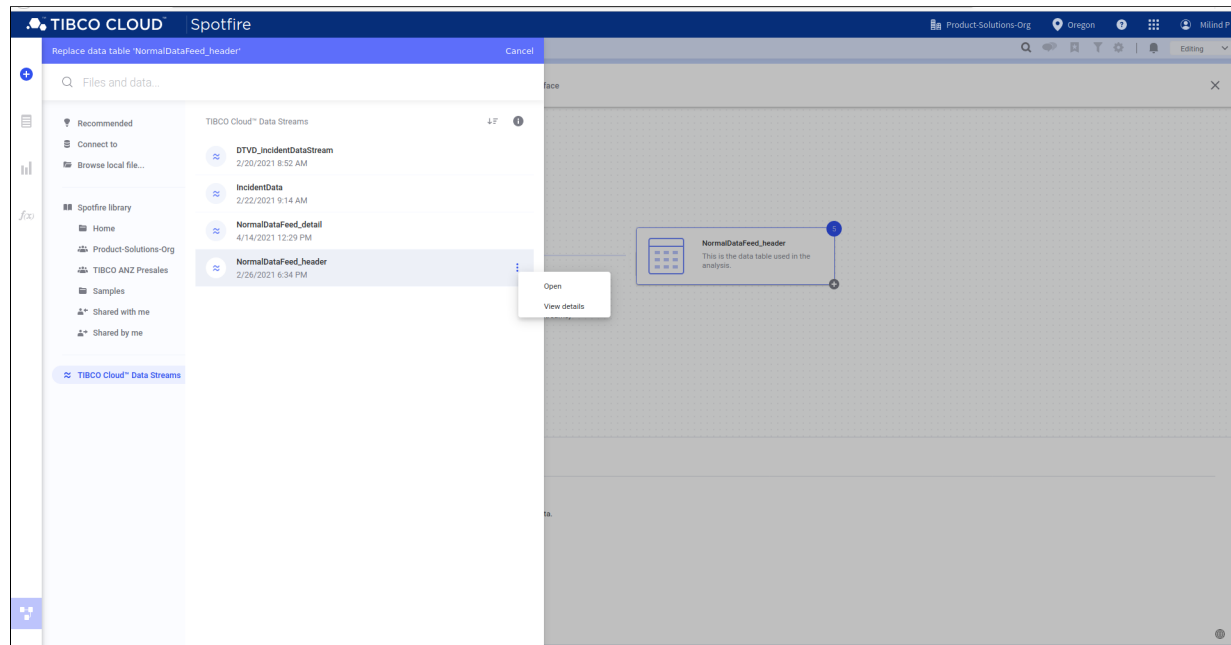 TIBCO CLOUD™ Spotfire
Product-Solutions-Org
Oregon
Milind P
Replace data table 'NormalDataFeed_header'
Cancel
Editing
Files and data...
face
Recommended
Connect to
Browse local file...
Spotfire library
Home
Product-Solutions-Org
TIBCO ANZ Presales
Samples
Shared with me
Shared by me
TIBCO Cloud™ Data Streams
f(x)
TIBCO Cloud™ Data Streams
DTVD_incidentDataStream
2/20/2021 8:52 AM
IncidentData
2/22/2021 9:14 AM
NormalDataFeed_detail
4/14/2021 12:29 PM
NormalDataFeed_header
2/26/2021 6:34 PM
Open
View details
5
NormalDataFeed_header
This is the data table used in the
analysis.
ta.